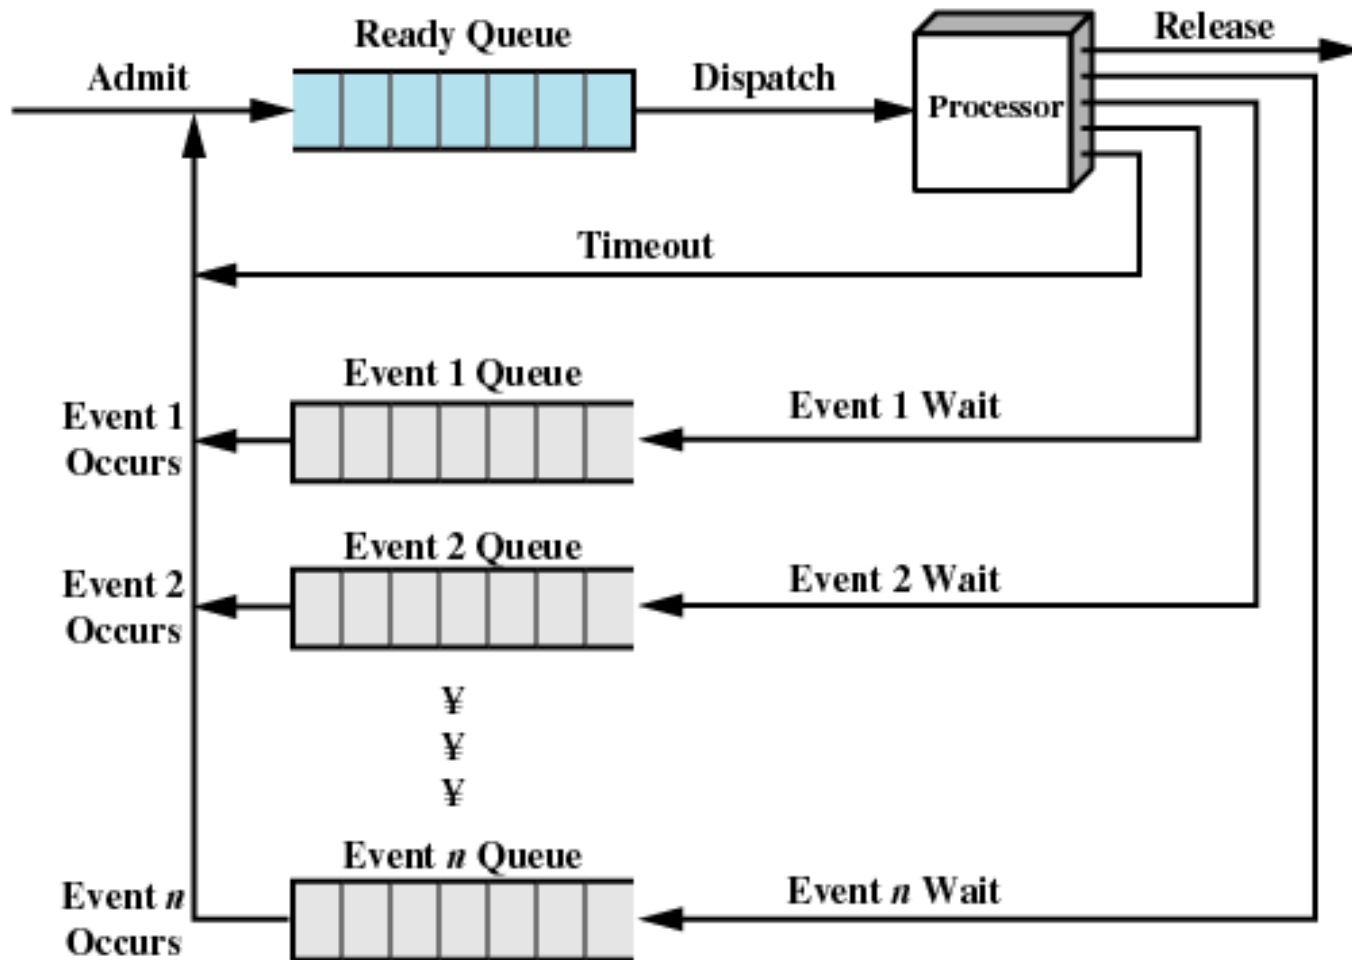 Ready Queue
Release
Admit
Dispatch
Processor
Timeout
Event 1 Queue
Event 1
Occurs
Event 1 Wait
Event 2 Queue
Event 2
Occurs
Event 2 Wait
¥
¥
¥
Event n Queue
Event n
Occurs
Event n Wait